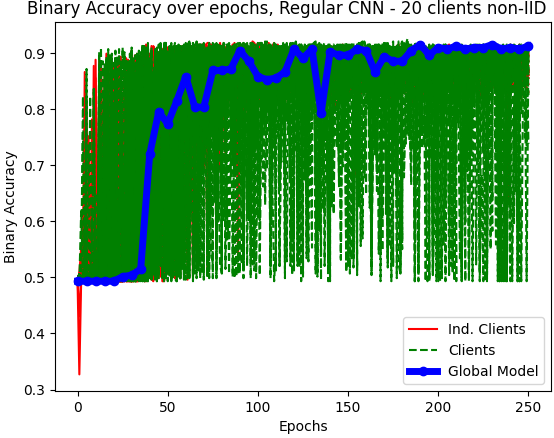 Binary Accuracy over epochs, Regular CNN - 20 clients non-IID
Binary Accuracy
0.9
0.8
0.7
0.6
0.5
0.4
0.3
Ind. Clients
Clients
Global Model
0 50 100 150 200 250
Epochs